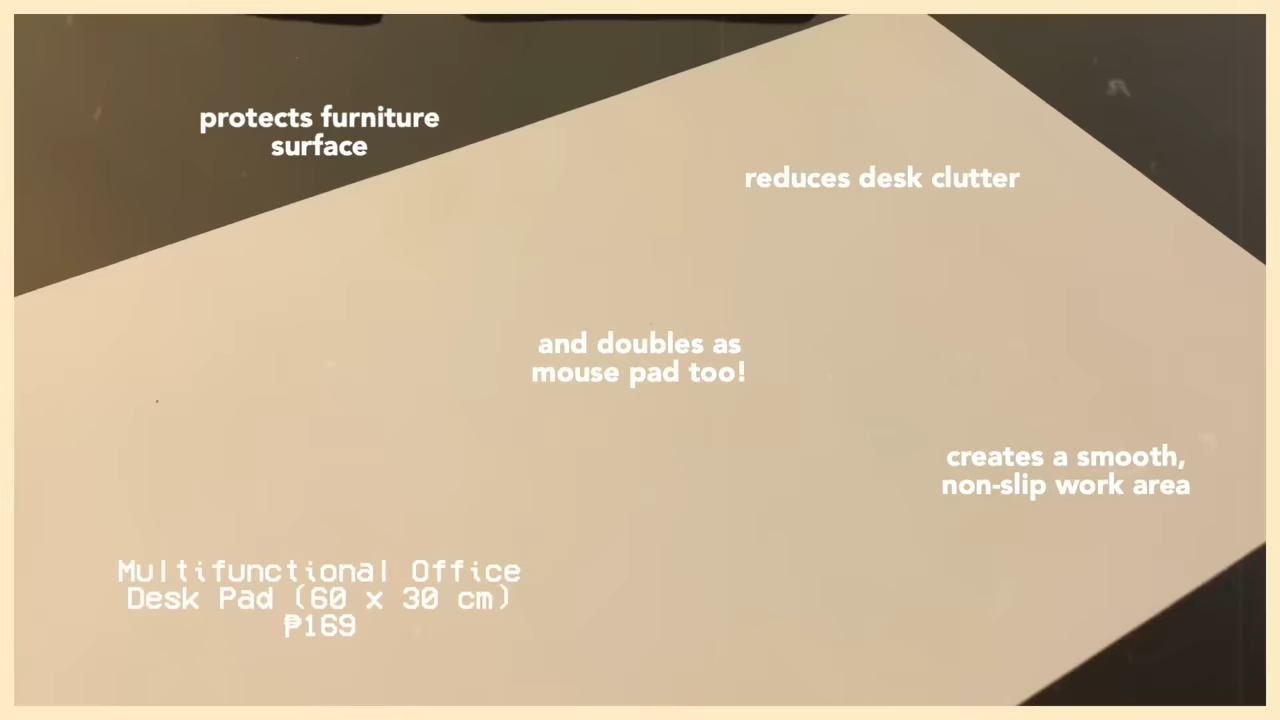 protects furniture
surface
reduces desk clutter
and doubles as
mouse pad too!
creates a smooth,
non-slip work area
Multifunctional Office
Desk Pad (60 x 30 cm)
₱169